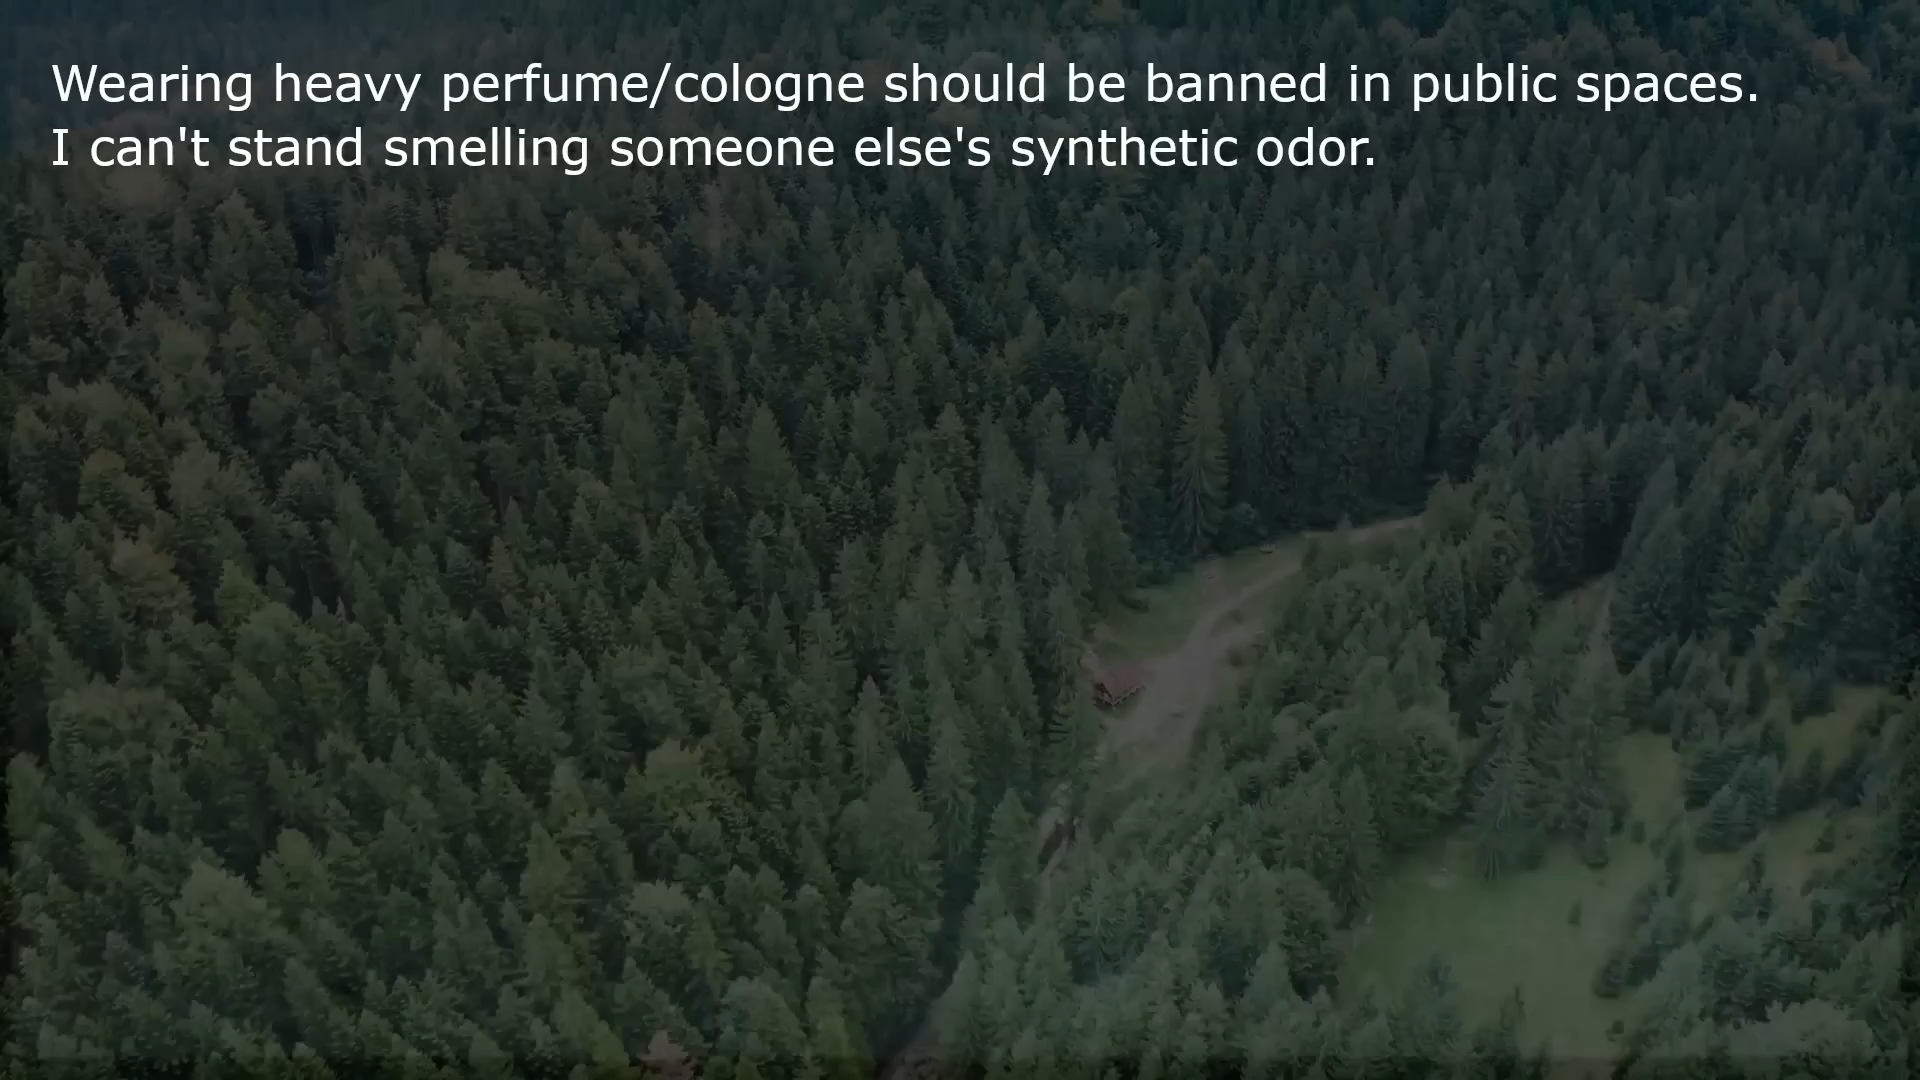 Wearing heavy perfume/cologne should be banned in public spaces.
I can't stand smelling someone else's synthetic odor.